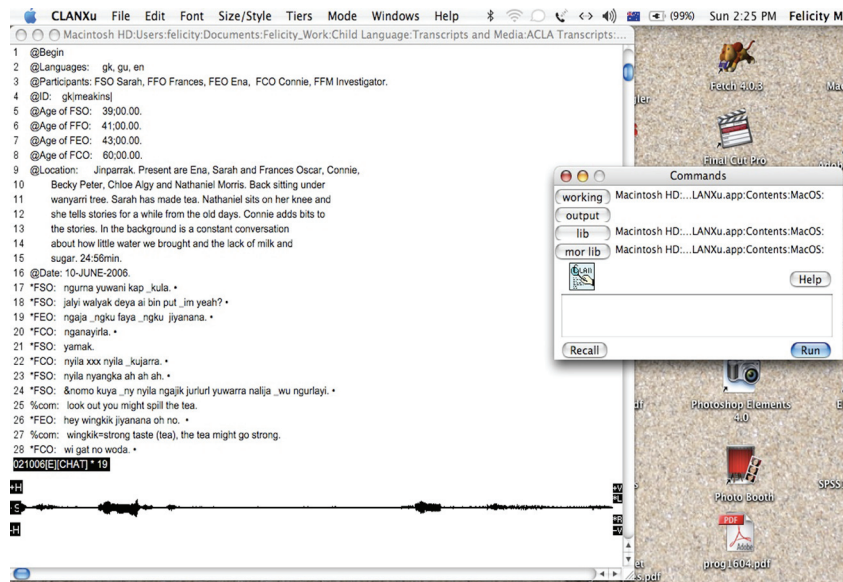 CLANXu File Edit Font Size/Style Tiers Mode Windows Help (99%) Sun 2:25 PM Felicity M
Macintosh HD:Users:felicity:Documents:Felicity_Work:Child Language:Transcripts and Media:ACLA Transcripts:...
1 @Begin
2 @Languages: gk, gu, en
3 @Participants: FSO Sarah, FFO Frances, FEO Ena, FCO Connie, FFM Investigator.
4 @ID: gk|meakins|
5 @Age of FSO: 39;00.00.
6 @Age of FFO: 41;00.00.
7 @Age of FEO: 43;00.00.
8 @Age of FCO: 60;00.00.
9 @Location: Jinparrak. Present are Ena, Sarah and Frances Oscar, Connie,
10 Becky Peter, Chloe Algy and Nathaniel Morris. Back sitting under
11 wanyarri tree. Sarah has made tea. Nathaniel sits on her knee and
12 she tells stories for a while from the old days. Connie adds bits to
13 the stories. In the background is a constant conversation
14 about how little water we brought and the lack of milk and
15 sugar. 24:56min.
16 @Date: 10-JUNE-2006.
17 *FSO: ngurna yuwani kap _kula. •
18 *FSO: jalyi walyak deya ai bin put _im yeah? •
19 *FEO: ngaja _ngku faya _ngku jiyanana. •
20 *FCO: nganayirla. •
21 *FSO: yamak.
22 *FCO: nyila xxx nyila _kujarra. •
23 *FSO: nyila nyangka ah ah ah. •
24 *FSO: &nomo kuya _ny nyila ngajik jurlurl yuwarra nalija _wu ngurlayi. •
25 %com: look out you might spill the tea.
26 *FEO: hey wingkik jiyanana oh no. •
27 %com: wingkik=strong taste (tea), the tea might go strong.
28 *FCO: wi gat no woda. •
021006[E][CHAT] * 19
+H
S
-H
+V
*L
*R
-V
Commands
working Macintosh HD:...LANXu.app:Contents:MacOS:
output
lib Macintosh HD:...LANXu.app:Contents:MacOS:
mor lib Macintosh HD:...LANXu.app:Contents:MacOS:
CLAN
Help
Recall Run
Fetch 4.0.3
Final Cut Pro
Photoshop Elements
4.0
Photo Booth
SPSS
PDF
Adobe
prog1604.pdf